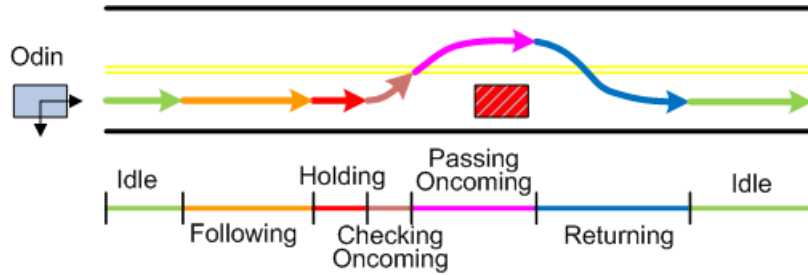 Odin
Idle
Following
Holding
Checking
Oncoming
Passing
Oncoming
Returning
Idle